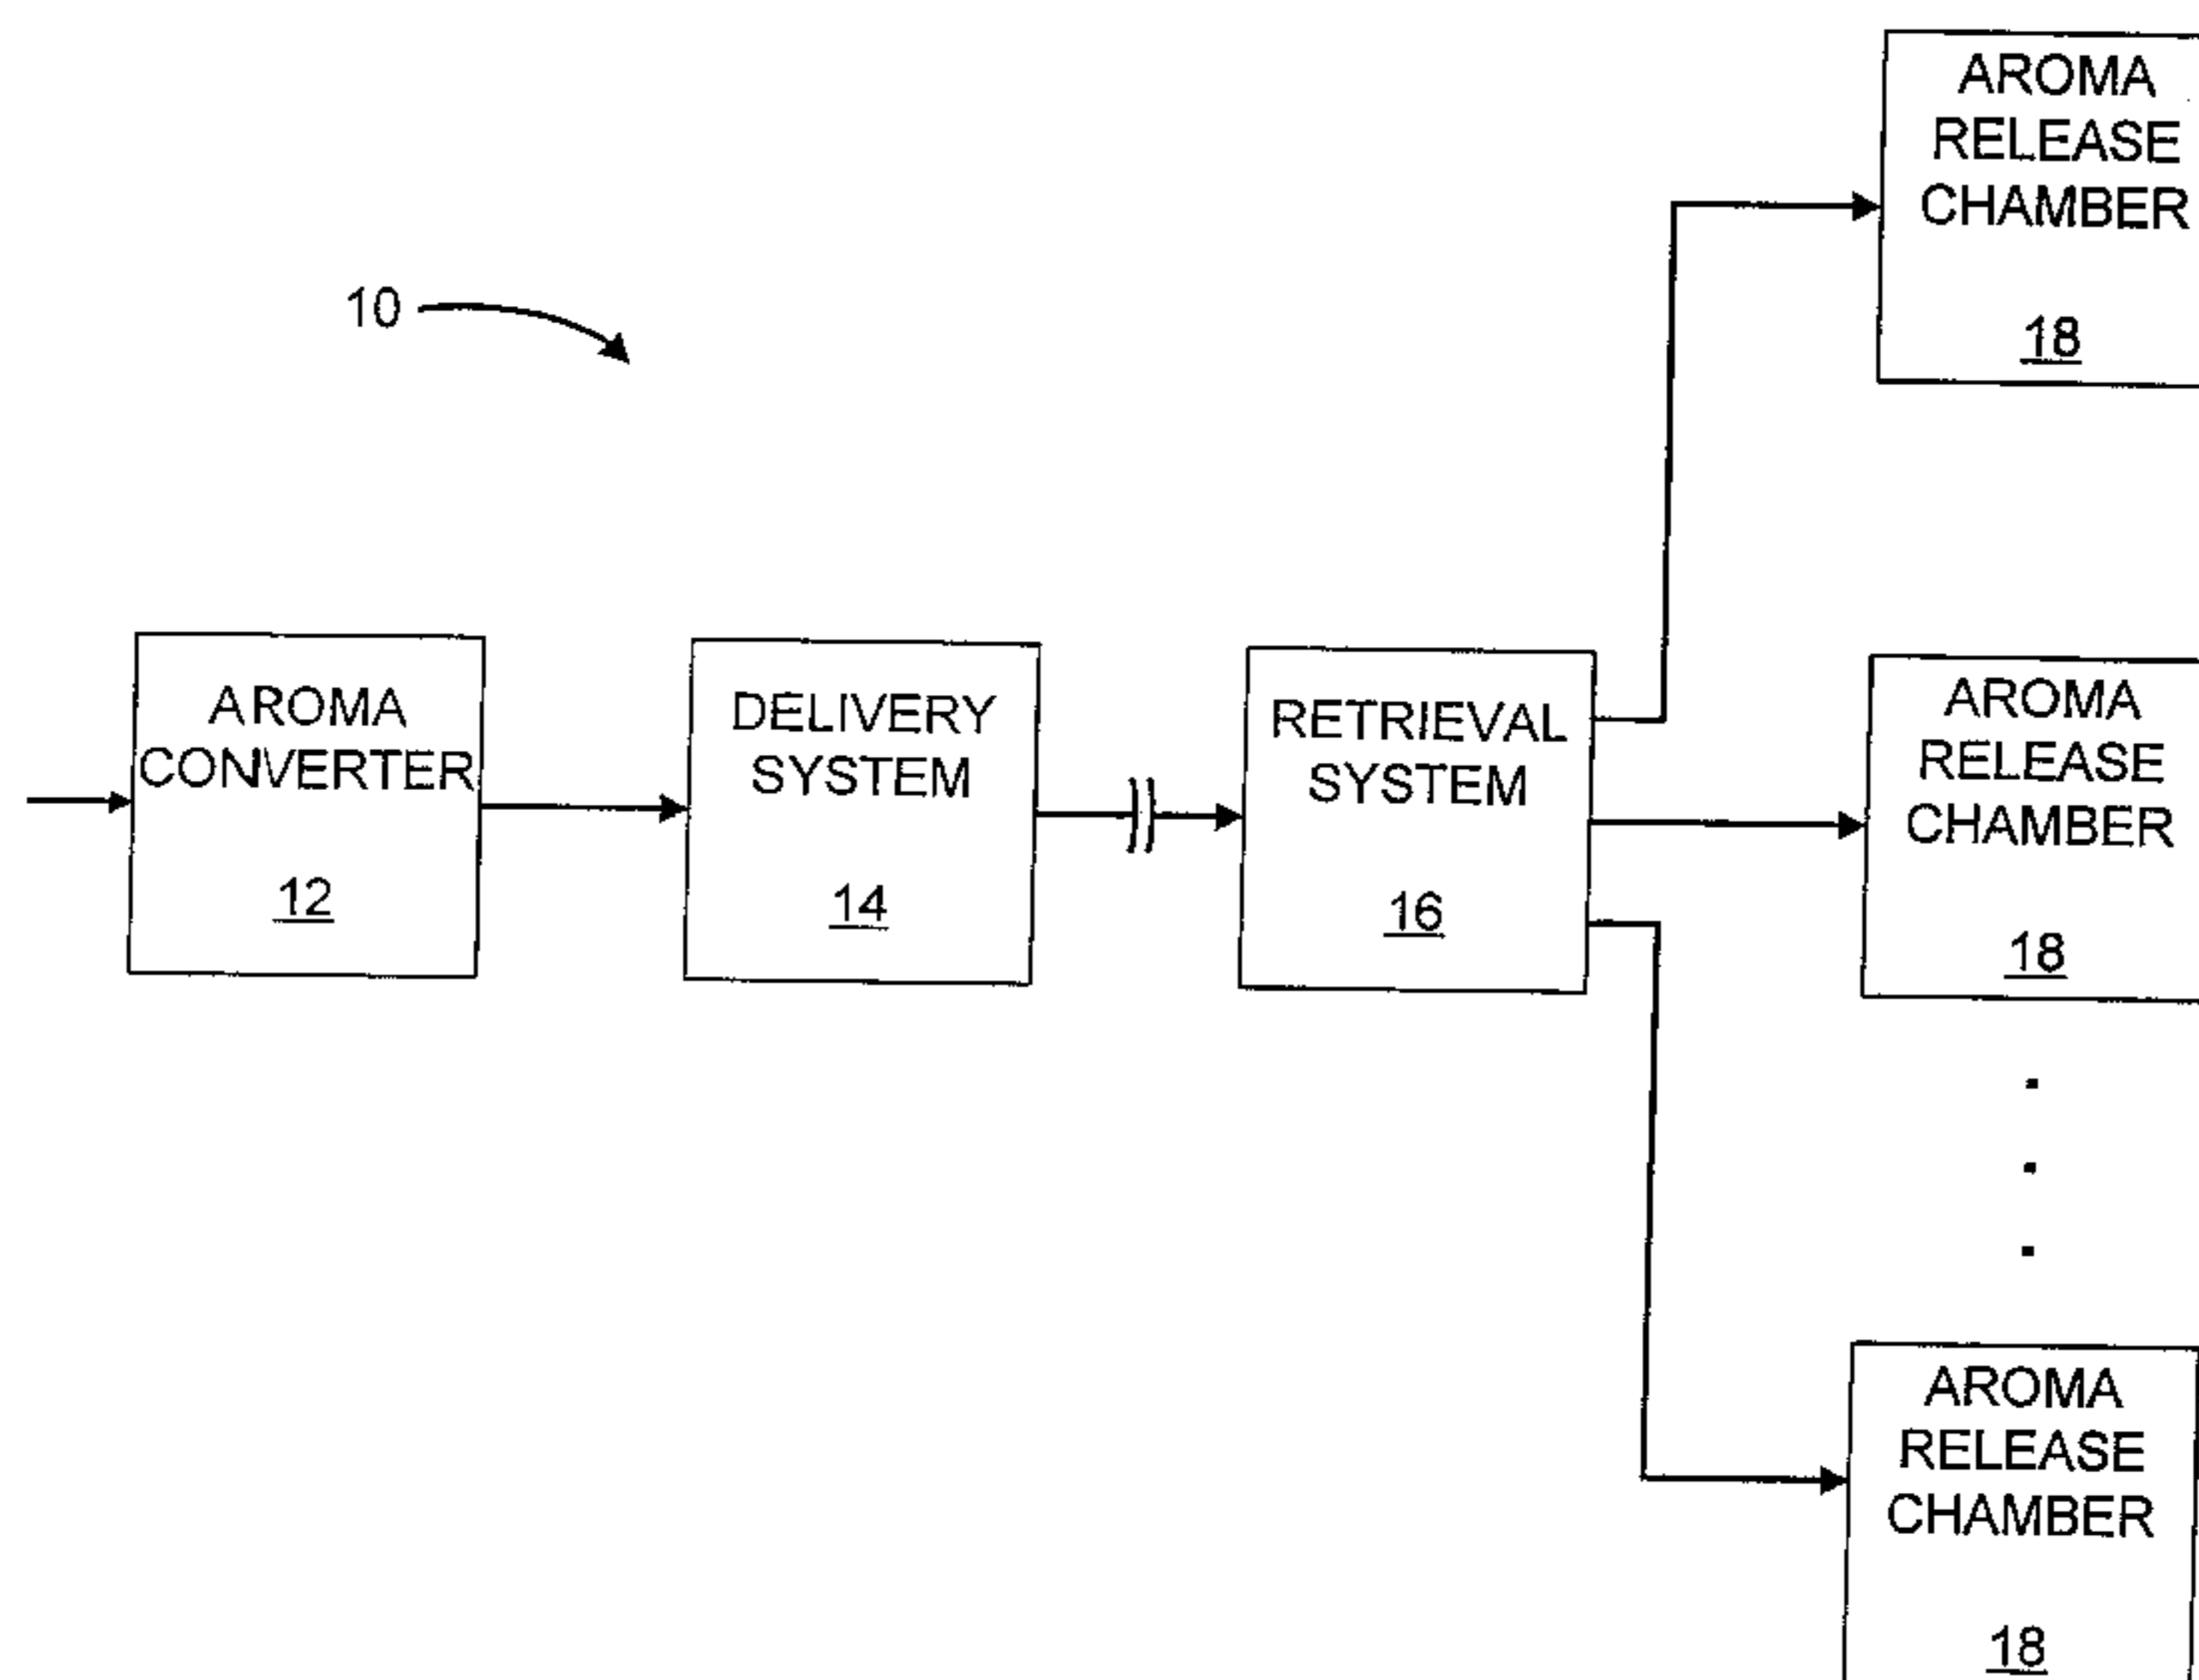 10
AROMA
CONVERTER
12
DELIVERY
SYSTEM
14
RETRIEVAL
SYSTEM
16
AROMA
RELEASE
CHAMBER
18
AROMA
RELEASE
CHAMBER
18
AROMA
RELEASE
CHAMBER
18